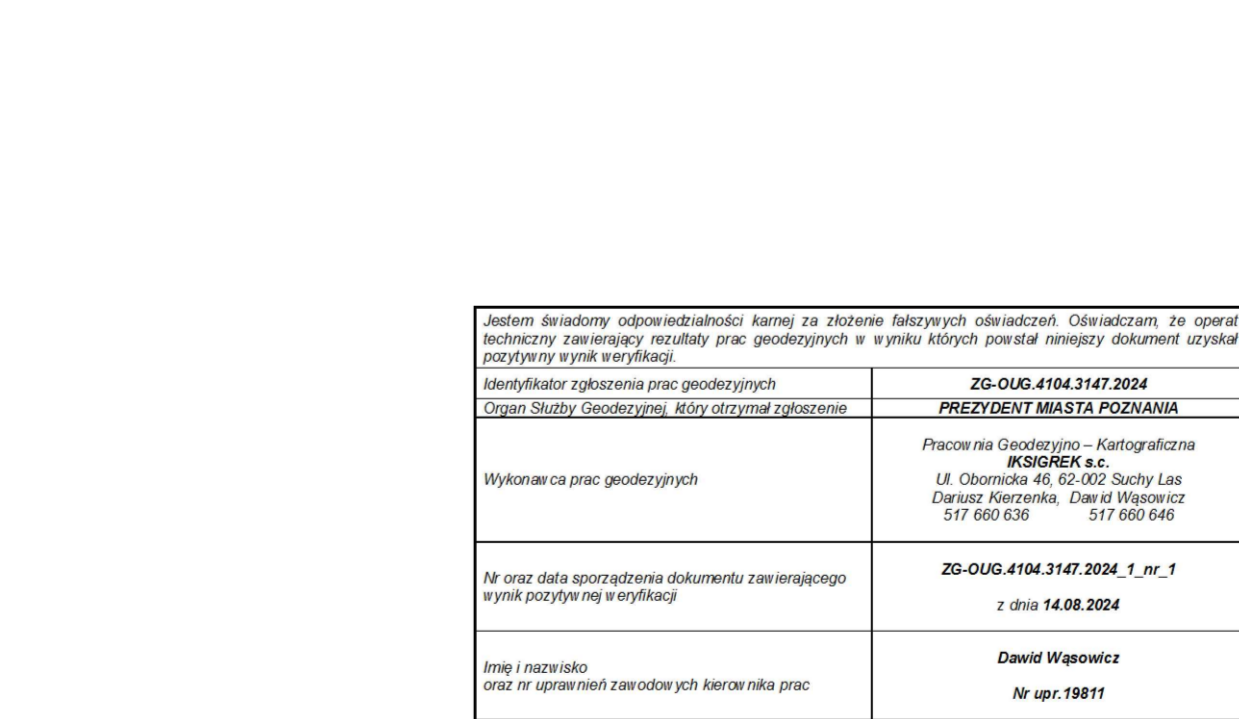 Jestem świadomy odpowiedzialności karnej za złożenie fałszywych oświadczeń. Oświadczam, że operat
techniczny zawierający rezultaty prac geodezyjnych w wyniku których powstał niniejszy dokument uzyskał
pozytywny wynik weryfikacji.
Identyfikator zgłoszenia prac geodezyjnych
ZG-OUG.4104.3147.2024
Organ Służby Geodezyjnej, który otrzymał zgłoszenie
PREZYDENT MIASTA POZNANIA
Wykonawca prac geodezyjnych
Pracownia Geodezyjno – Kartograficzna
IKSIGREK s.c.
Ul. Obornicka 46, 62-002 Suchy Las
Dariusz Kierzenka, Dawid Wąsowicz
517 660 636 517 660 646
Nr oraz data sporządzenia dokumentu zawierającego
wynik pozytywnej weryfikacji
ZG-OUG.4104.3147.2024_1_nr_1
z dnia 14.08.2024
Imię i nazwisko
oraz nr uprawnień zawodowych kierownika prac
Dawid Wąsowicz
Nr upr.19811